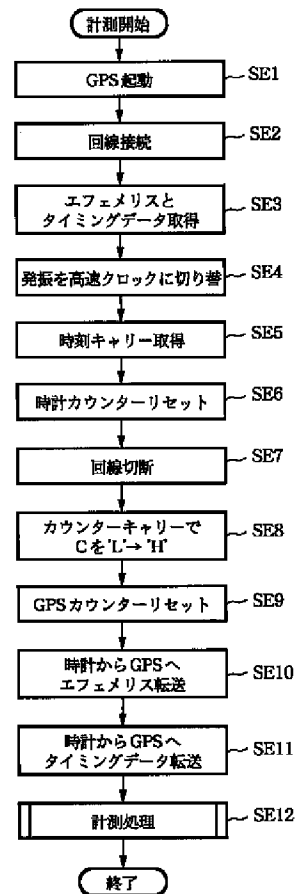 計測開始
GPS起動
SE1
回線接続
SE2
エフェメリスと
タイミングデータ取得
SE3
発振を高速クロックに切り替
SE4
時刻キャリー取得
SE5
時計カウンターリセット
SE6
回線切断
SE7
カウンターキャリーで
Cを"L"→"H"
SE8
GPSカウンターリセット
SE9
時計からGPSへ
エフェメリス転送
SE10
時計からGPSへ
タイミングデータ転送
SE11
計測処理
SE12
終了